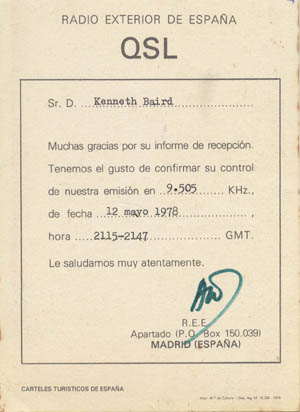 RADIO EXTERIOR DE ESPAÑA
QSL
Sr. D. ....Kenneth Baird........................
Muchas gracias por su informe de recepción.
Tenemos el gusto de confirmar su control
de nuestra emisión en ..9.505...... KHz.,
de fecha .....12 mayo 1978................. ,
hora ........2115-2147.................... GMT.
Le saludamos muy atentamente.
R.E.E.
Apartado (P.O. Box 150.039)
MADRID (ESPAÑA)
CARTELES TURISTICOS DE ESPAÑA